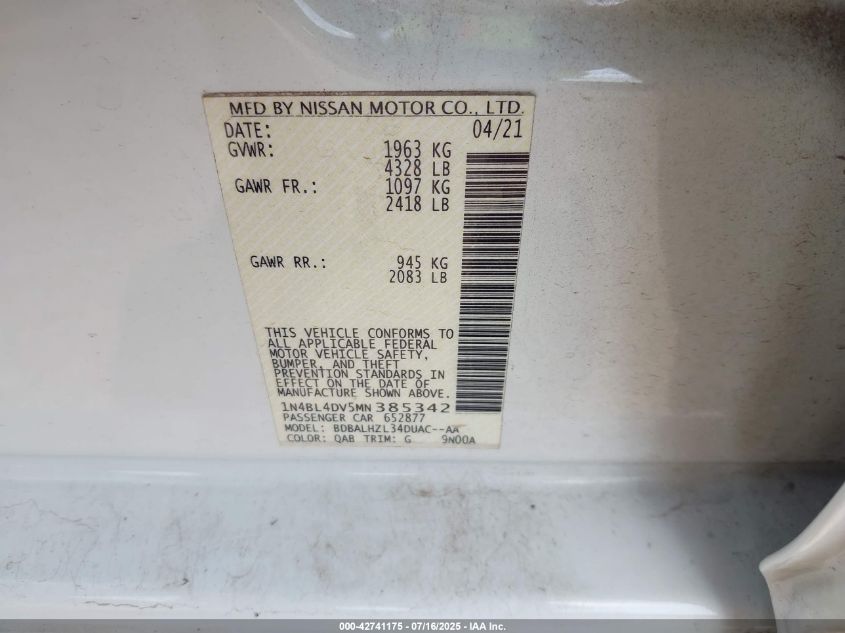 MFD BY NISSAN MOTOR CO., LTD.
DATE: 04/21
GVWR: 1963 KG
4328 LB
GAWR FR.: 1097 KG
2418 LB
GAWR RR.: 945 KG
2083 LB
THIS VEHICLE CONFORMS TO
ALL APPLICABLE FEDERAL
MOTOR VEHICLE SAFETY,
BUMPER, AND THEFT
PREVENTION STANDARDS IN
EFFECT ON THE DATE OF
MANUFACTURE SHOWN ABOVE.
1N4BL4DV5MN385342
PASSENGER CAR 652877
MODEL: BDBALHZL34DUAC--AA
COLOR: QAB TRIM: G 9N00A
000-42741175 - 07/16/2025 - IAA Inc.